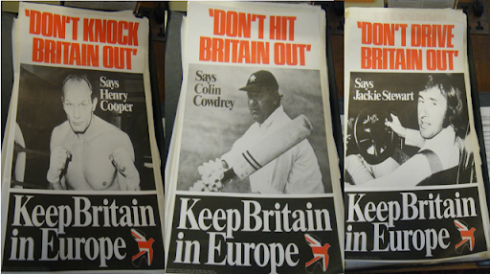 'DON'T KNOCK
BRITAIN OUT'
Says
Henry
Cooper
Keep Britain
in Europe
'DON'T HIT
BRITAIN OUT'
Says
Colin
Cowdrey
Keep Britain
in Europe
'DON'T DRIVE
BRITAIN OUT'
Says
Jackie Stewart
Keep Britain
in Europe